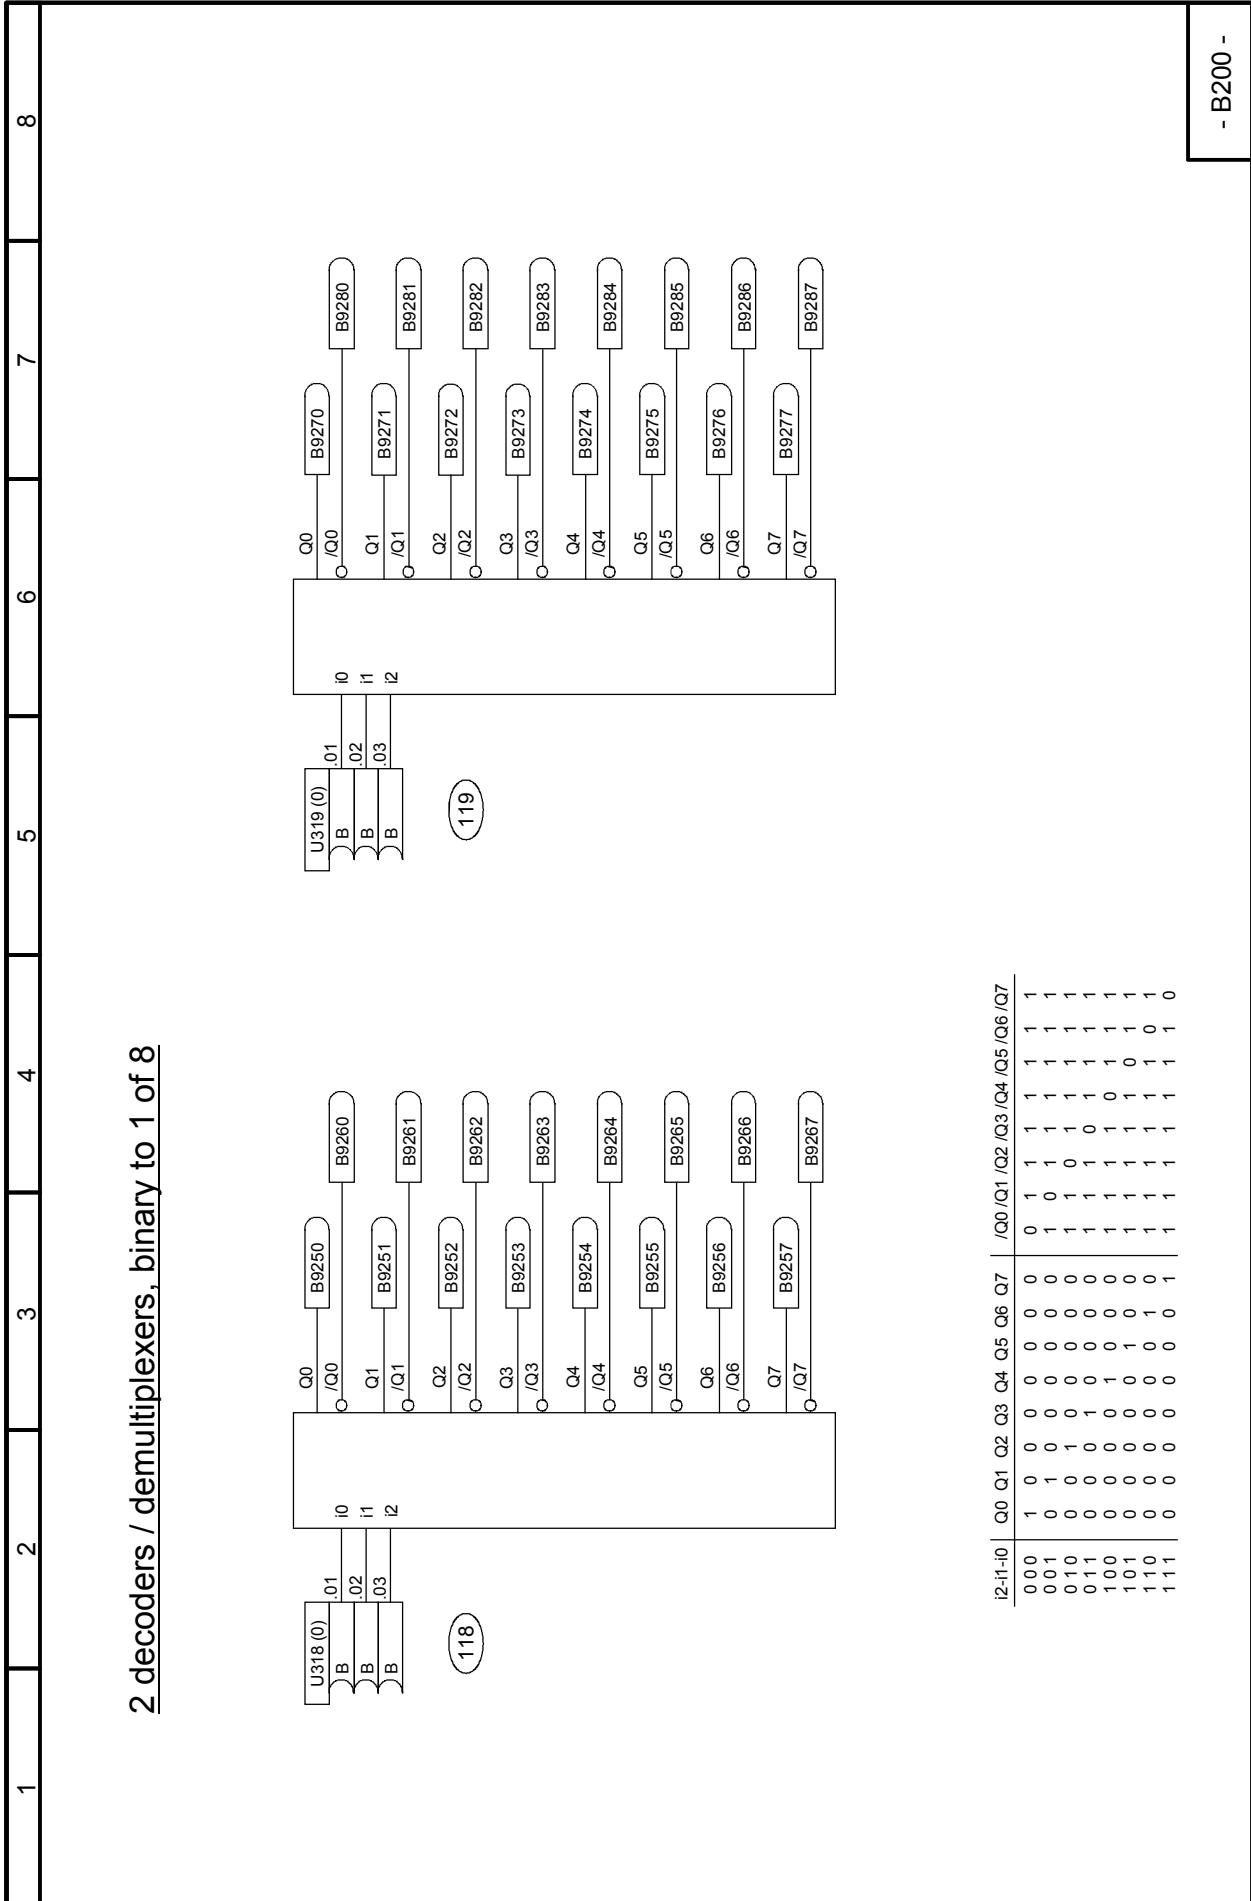 1 2 3 4 5 6 7 8
2 decoders / demultiplexers, binary to 1 of 8
U318 (0)
B .01 i0
B .02 i1
B .03 i2
118
Q0 B9250
/Q0 B9260
Q1 B9251
/Q1 B9261
Q2 B9252
/Q2 B9262
Q3 B9253
/Q3 B9263
Q4 B9254
/Q4 B9264
Q5 B9255
/Q5 B9265
Q6 B9256
/Q6 B9266
Q7 B9257
/Q7 B9267
U319 (0)
B .01 i0
B .02 i1
B .03 i2
119
Q0 B9270
/Q0 B9280
Q1 B9271
/Q1 B9281
Q2 B9272
/Q2 B9282
Q3 B9273
/Q3 B9283
Q4 B9274
/Q4 B9284
Q5 B9275
/Q5 B9285
Q6 B9276
/Q6 B9286
Q7 B9277
/Q7 B9287
i2-i1-i0 Q0 Q1 Q2 Q3 Q4 Q5 Q6 Q7 /Q0 /Q1 /Q2 /Q3 /Q4 /Q5 /Q6 /Q7
0 0 0 1 0 0 0 0 0 0 0 0 1 1 1 1 1 1 1
0 0 1 0 1 0 0 0 0 0 0 1 0 1 1 1 1 1 1
0 1 0 0 0 1 0 0 0 0 0 1 1 0 1 1 1 1 1
0 1 1 0 0 0 1 0 0 0 0 1 1 1 0 1 1 1 1
1 0 0 0 0 0 0 1 0 0 0 1 1 1 1 0 1 1 1
1 0 1 0 0 0 0 0 1 0 0 1 1 1 1 1 0 1 1
1 1 0 0 0 0 0 0 0 1 0 1 1 1 1 1 1 0 1
1 1 1 0 0 0 0 0 0 0 1 1 1 1 1 1 1 1 0
- B200 -